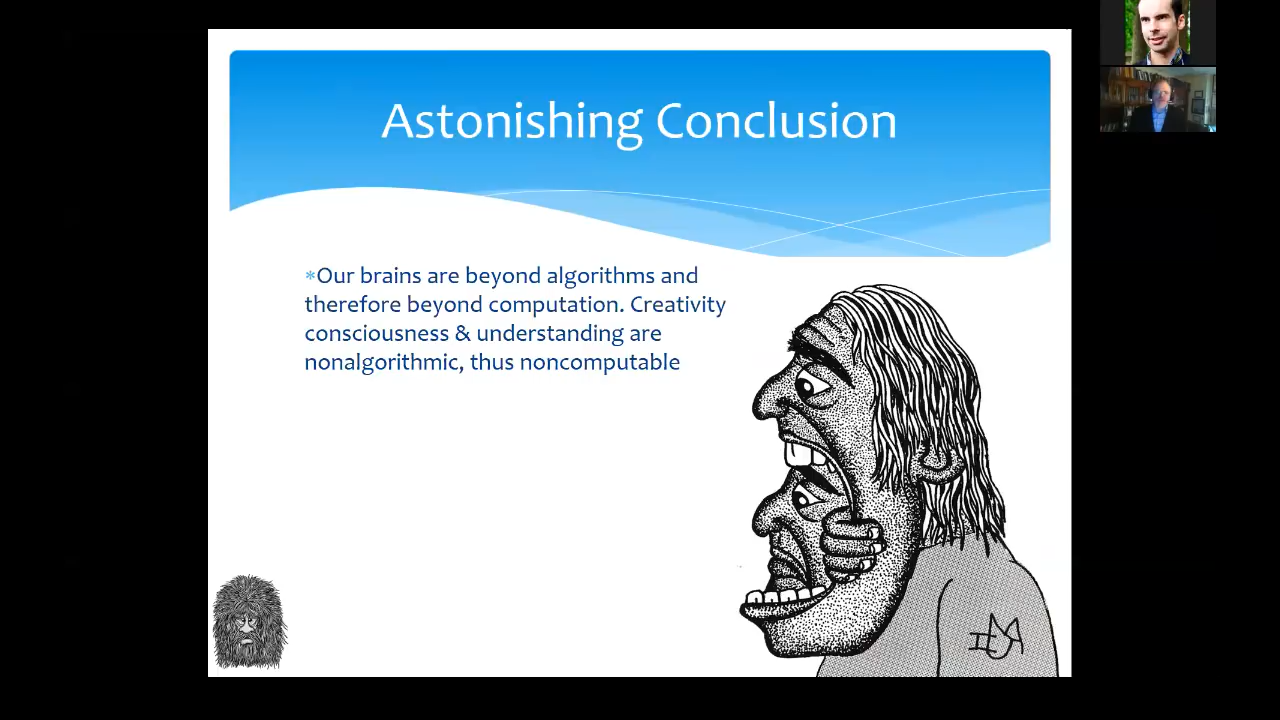 Astonishing Conclusion
*Our brains are beyond algorithms and
therefore beyond computation. Creativity
consciousness & understanding are
nonalgorithmic, thus noncomputable